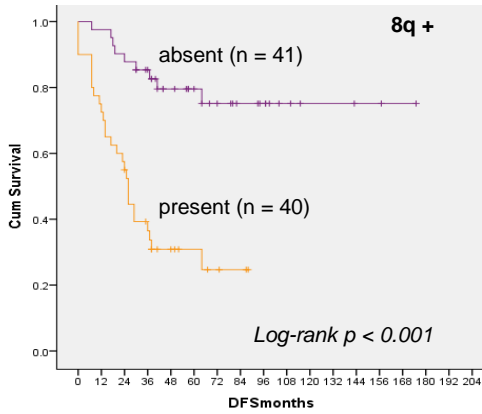 8q +
absent (n = 41)
present (n = 40)
Log-rank p < 0.001
Cum Survival
1.0
0.8
0.6
0.4
0.2
0.0
0 12 24 36 48 60 72 84 96 108 120 132 144 156 168 180 192 204
DFSmonths